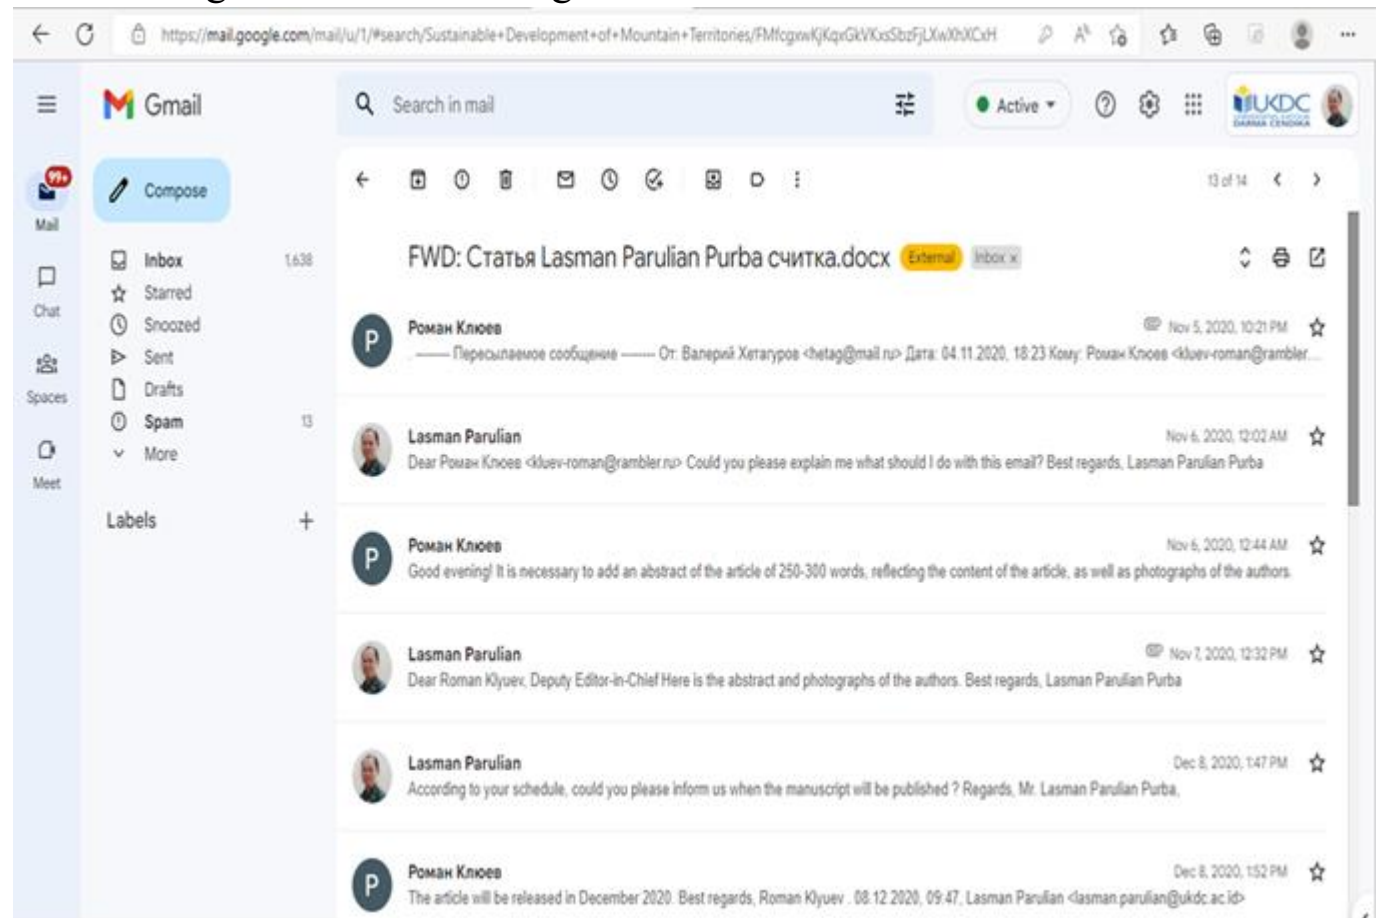 https://mail.google.com/mail/u/1/#search/Sustainable+Development+of+Mountain+Territories/
Gmail
Search in mail
Active
UKDC
DARMA CENDIKA
99+
Mail
Compose
13 of 14
Inbox 1,638
FWD: Статья Lasman Parulian Purba считка.docx External Inbox x
Chat
Starred
Snoozed
Sent
Drafts
Spam 13
More
Spaces
Meet
Labels
Роман Клюев Nov 5, 2020, 10:21 PM
. -------- Пересылаемое сообщение -------- От: Валерий Хетагуров <hetag@mail.ru> Дата: 04.11.2020, 18:23 Кому: Роман Клюев <kluev-roman@rambler...
Lasman Parulian Nov 6, 2020, 12:02 AM
Dear Роман Клюев <kluev-roman@rambler.ru> Could you please explain me what should I do with this email? Best regards, Lasman Parulian Purba
Роман Клюев Nov 6, 2020, 12:44 AM
Good evening! It is necessary to add an abstract of the article of 250-300 words, reflecting the content of the article, as well as photographs of the authors.
Lasman Parulian Nov 7, 2020, 12:32 PM
Dear Roman Klyuev, Deputy Editor-in-Chief Here is the abstract and photographs of the authors. Best regards, Lasman Parulian Purba
Lasman Parulian Dec 8, 2020, 1:47 PM
According to your schedule, could you please inform us when the manuscript will be published ? Regards, Mr. Lasman Parulian Purba,
Роман Клюев Dec 8, 2020, 1:52 PM
The article will be released in December 2020. Best regards, Roman Klyuev . 08.12.2020, 09:47, Lasman Parulian <lasman.parulian@ukdc.ac.id>